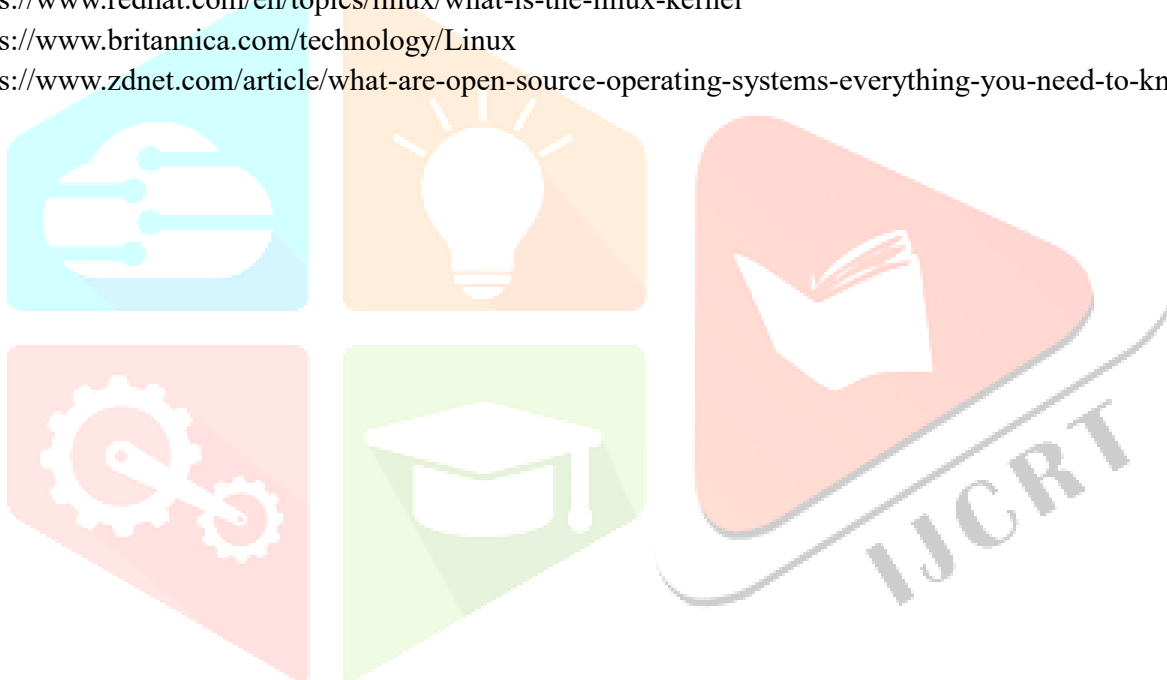 s://www.redhat.com/en/topics/linux/what-is-the-linux-kernel
s://www.britannica.com/technology/Linux
s://www.zdnet.com/article/what-are-open-source-operating-systems-everything-you-need-to-kn
IJCRT